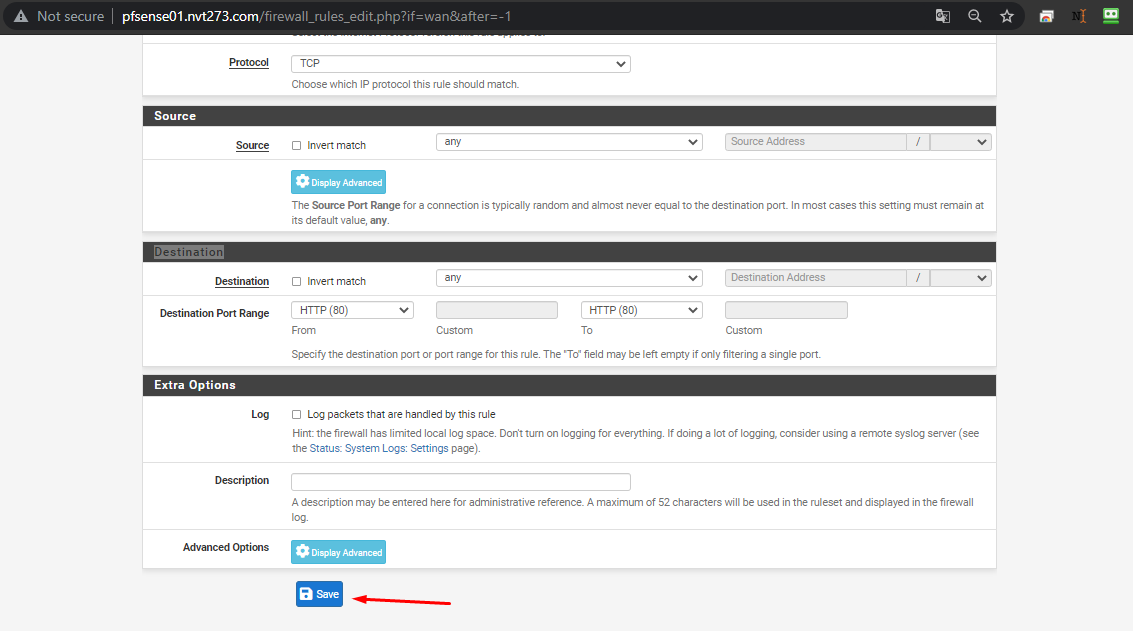 Not secure pfsense01.nvt273.com/firewall_rules_edit.php?if=wan&after=-1
Protocol TCP
Choose which IP protocol this rule should match.
Source
Source Invert match any Source Address /
Display Advanced
The Source Port Range for a connection is typically random and almost never equal to the destination port. In most cases this setting must remain at
its default value, any.
Destination
Destination Invert match any Destination Address /
Destination Port Range HTTP (80) HTTP (80)
From Custom To Custom
Specify the destination port or port range for this rule. The "To" field may be left empty if only filtering a single port.
Extra Options
Log Log packets that are handled by this rule
Hint: the firewall has limited local log space. Don't turn on logging for everything. If doing a lot of logging, consider using a remote syslog server (see
the Status: System Logs: Settings page).
Description
A description may be entered here for administrative reference. A maximum of 52 characters will be used in the ruleset and displayed in the firewall
log.
Advanced Options Display Advanced
Save